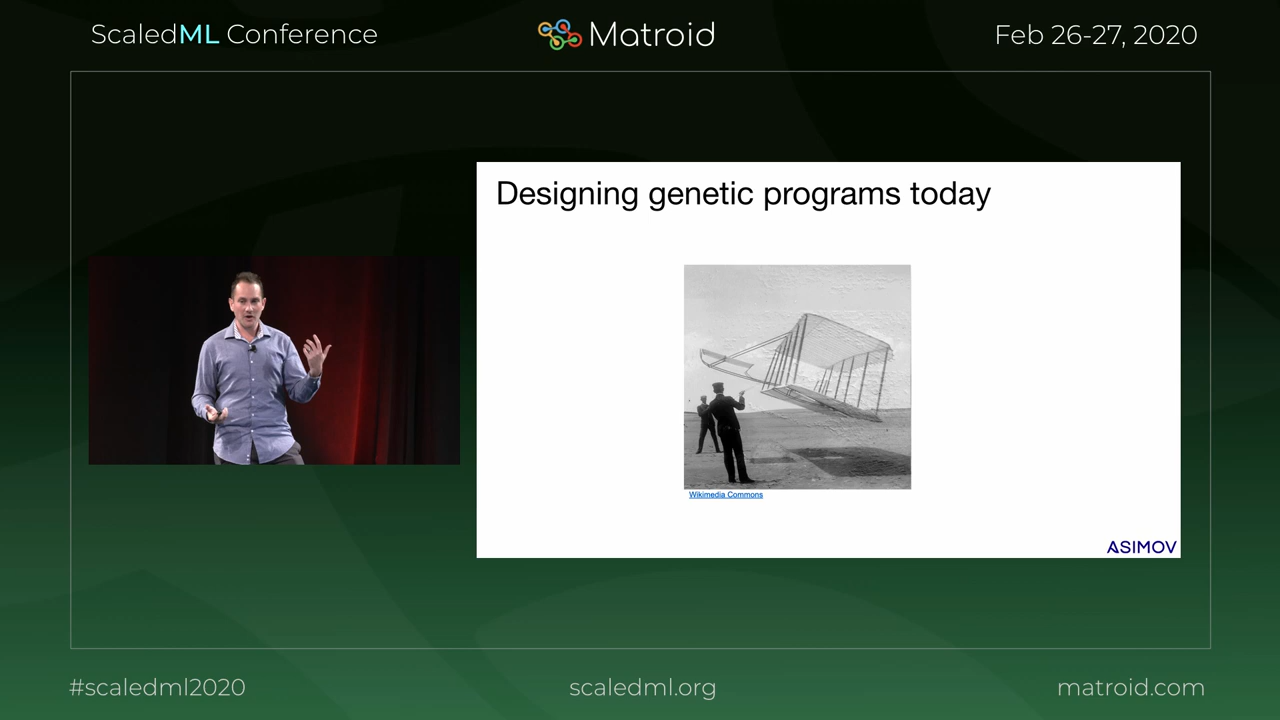 ScaledML Conference
Matroid
Feb 26-27, 2020
Designing genetic programs today
Wikimedia Commons
ASIMOV
#scaledml2020
scaledml.org
matroid.com